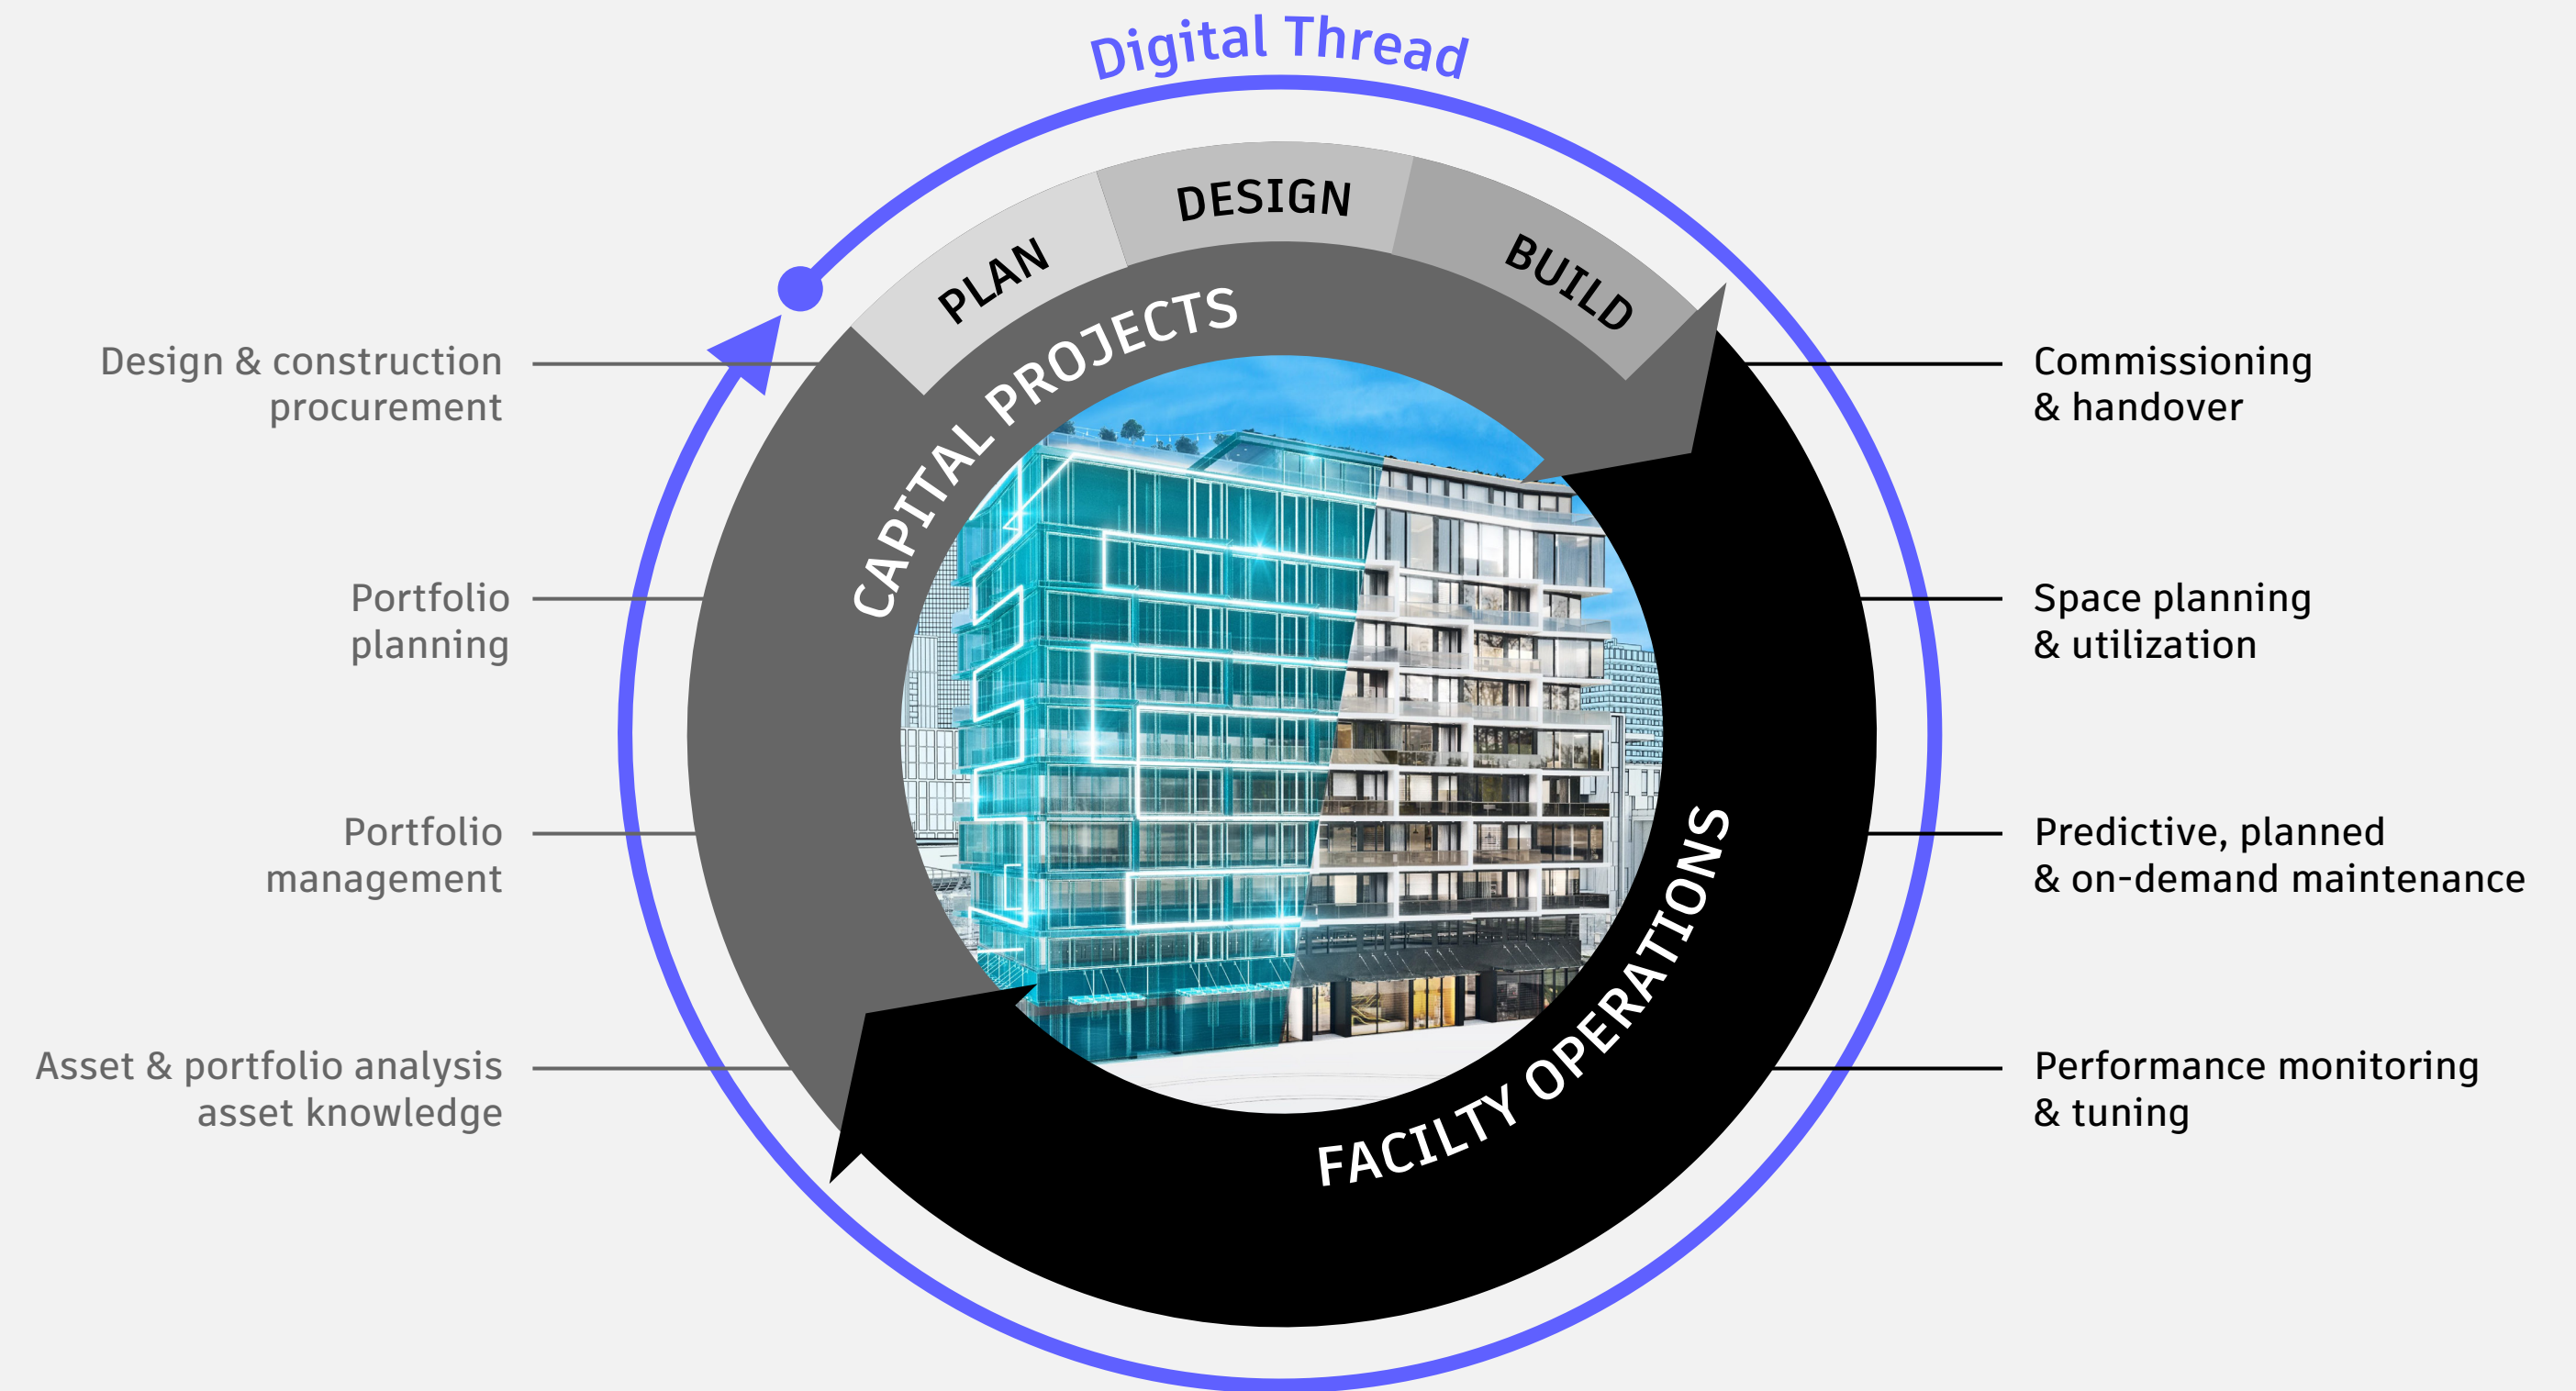 Digital Thread
PLAN
DESIGN
BUILD
CAPITAL PROJECTS
FACILTY OPERATIONS
Design & construction
procurement
Portfolio
planning
Portfolio
management
Asset & portfolio analysis
asset knowledge
Commissioning
& handover
Space planning
& utilization
Predictive, planned
& on-demand maintenance
Performance monitoring
& tuning